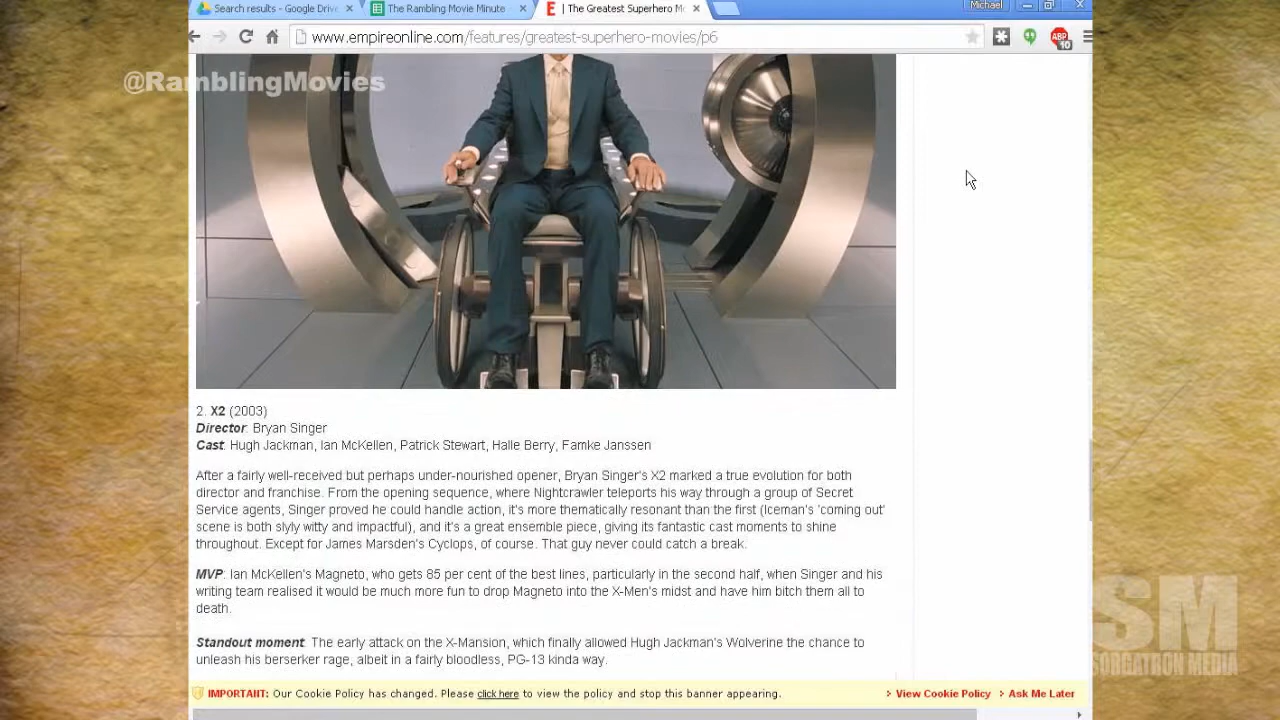 Search results - Google Drive
The Rambling Movie Minute
E | The Greatest Superhero Mo
Michael
www.empireonline.com/features/greatest-superhero-movies/p6
ABP
10
@RamblingMovies
2. X2 (2003)
Director: Bryan Singer
Cast: Hugh Jackman, Ian McKellen, Patrick Stewart, Halle Berry, Famke Janssen
After a fairly well-received but perhaps under-nourished opener, Bryan Singer's X2 marked a true evolution for both
director and franchise. From the opening sequence, where Nightcrawler teleports his way through a group of Secret
Service agents, Singer proved he could handle action, it's more thematically resonant than the first (Iceman's 'coming out'
scene is both slyly witty and impactful), and it's a great ensemble piece, giving its fantastic cast moments to shine
throughout. Except for James Marsden's Cyclops, of course. That guy never could catch a break.
MVP: Ian McKellen's Magneto, who gets 85 per cent of the best lines, particularly in the second half, when Singer and his
writing team realised it would be much more fun to drop Magneto into the X-Men's midst and have him bitch them all to
death.
Standout moment: The early attack on the X-Mansion, which finally allowed Hugh Jackman's Wolverine the chance to
unleash his berserker rage, albeit in a fairly bloodless, PG-13 kinda way.
SM
SORGATRON MEDIA
IMPORTANT: Our Cookie Policy has changed. Please click here to view the policy and stop this banner appearing. > View Cookie Policy > Ask Me Later